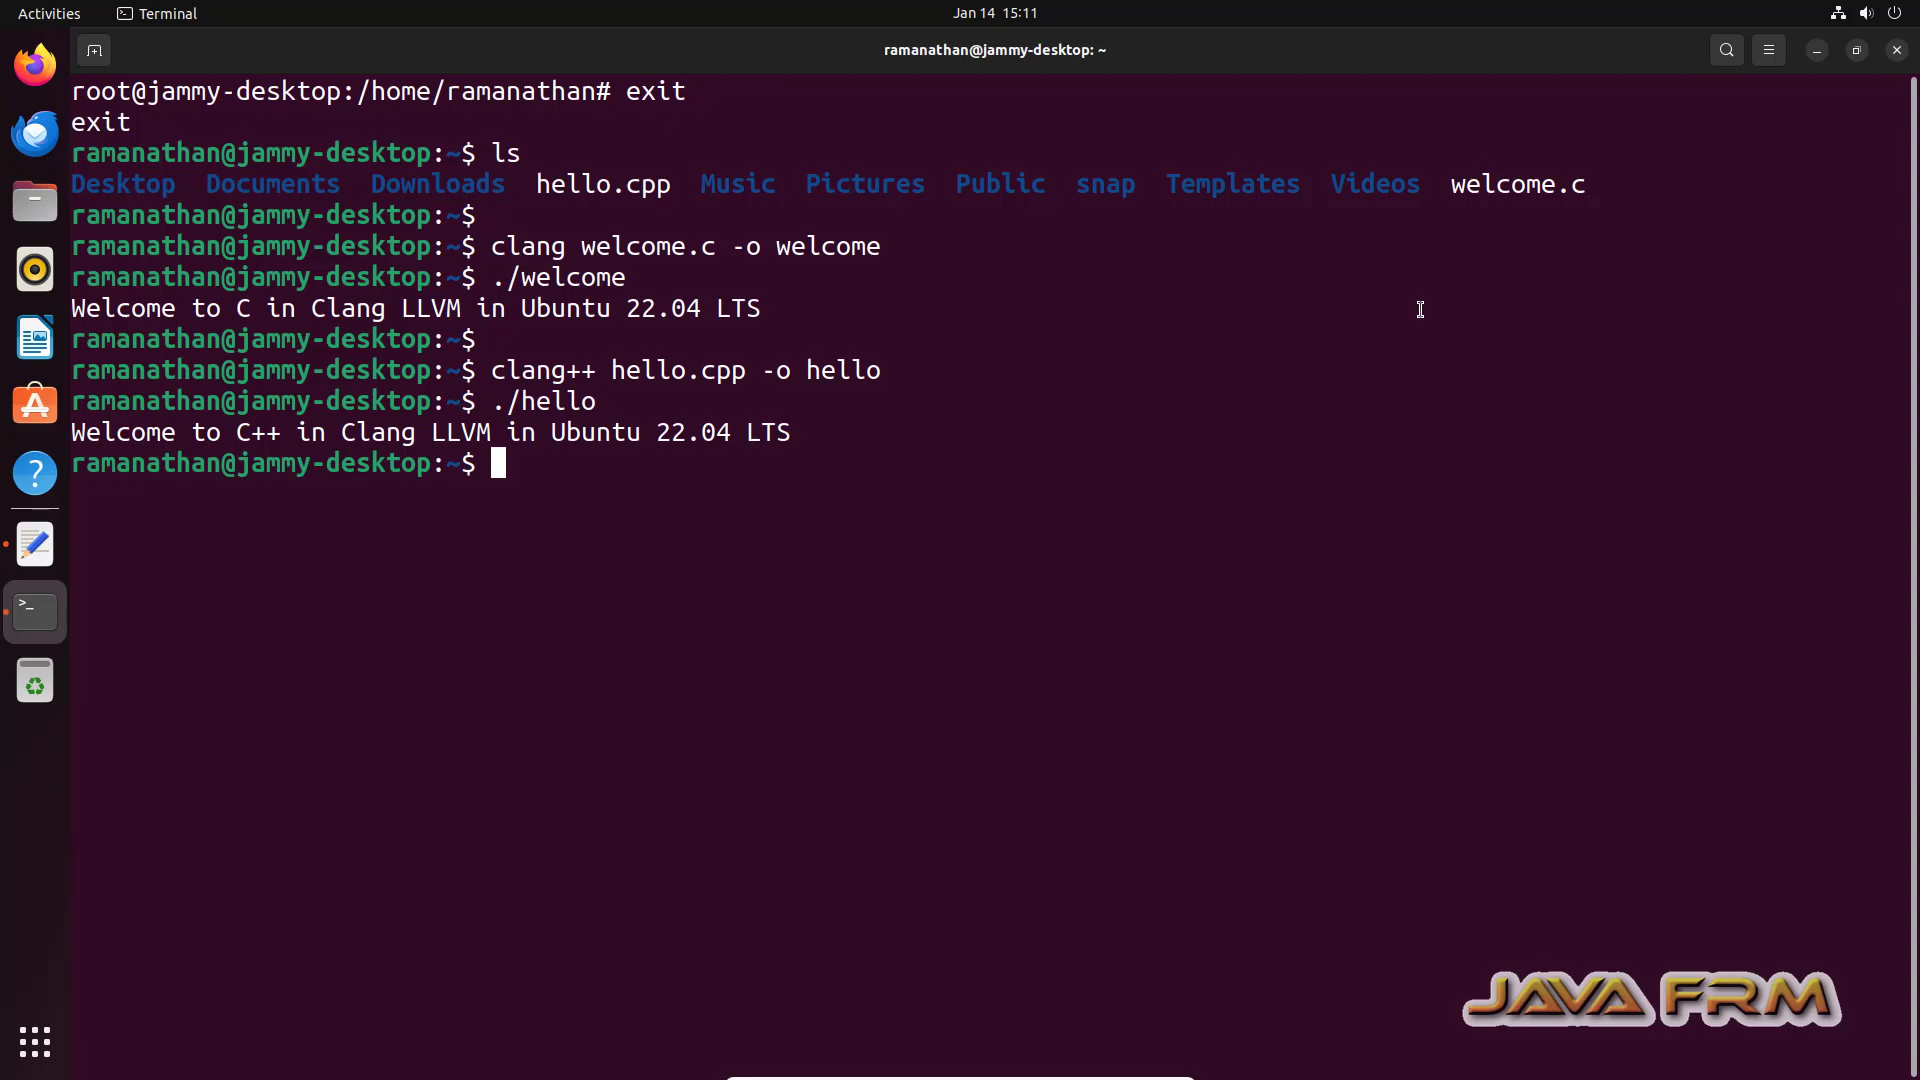 Activities Terminal Jan 14 15:11
ramanathan@jammy-desktop: ~
root@jammy-desktop:/home/ramanathan# exit
exit
ramanathan@jammy-desktop:~$ ls
Desktop Documents Downloads hello.cpp Music Pictures Public snap Templates Videos welcome.c
ramanathan@jammy-desktop:~$
ramanathan@jammy-desktop:~$ clang welcome.c -o welcome
ramanathan@jammy-desktop:~$ ./welcome
Welcome to C in Clang LLVM in Ubuntu 22.04 LTS
ramanathan@jammy-desktop:~$
ramanathan@jammy-desktop:~$ clang++ hello.cpp -o hello
ramanathan@jammy-desktop:~$ ./hello
Welcome to C++ in Clang LLVM in Ubuntu 22.04 LTS
ramanathan@jammy-desktop:~$
JAVA FRM